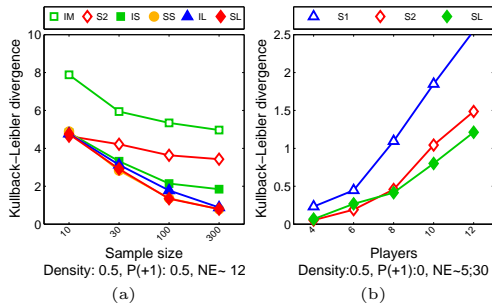 IM S2 IS SS IL SL
10
8
6
4
2
0
Kullback–Leibler divergence
10 30 100 300
Sample size
Density: 0.5, P(+1): 0.5, NE~ 12
(a)
S1 S2 SL
2.5
2
1.5
1
0.5
0
Kullback–Leibler divergence
4 6 8 10 12
Players
Density:0.5, P(+1):0, NE~5;30
(b)